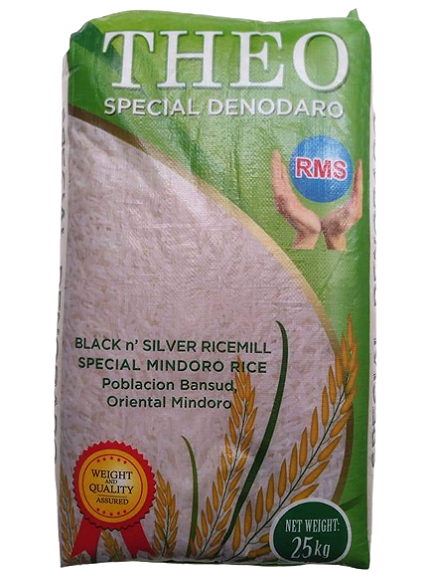 THEO
SPECIAL DENODARO
RMS
BLACK n' SILVER RICEMILL
SPECIAL MINDORO RICE
Poblacion Bansud,
Oriental Mindoro
WEIGHT
AND
QUALITY
ASSURED
NET WEIGHT:
25kg